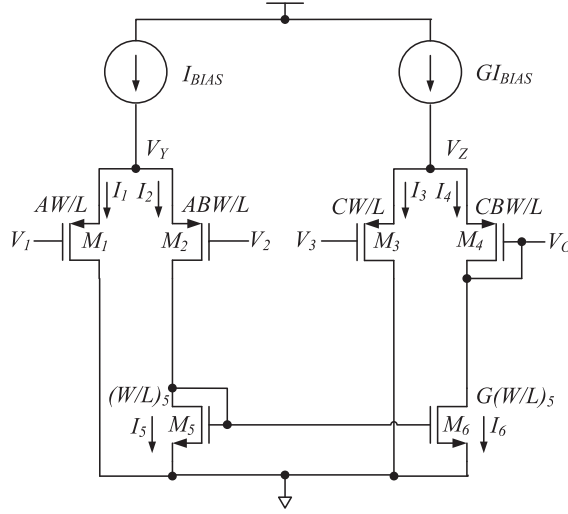 I_BIAS GI_BIAS
V_Y V_Z
I_1 I_2 I_3 I_4
AW/L ABW/L CW/L CBW/L
V_1 M_1 M_2 V_2 V_3 M_3 M_4 V_O
(W/L)_5 G(W/L)_5
I_5 M_5 M_6 I_6